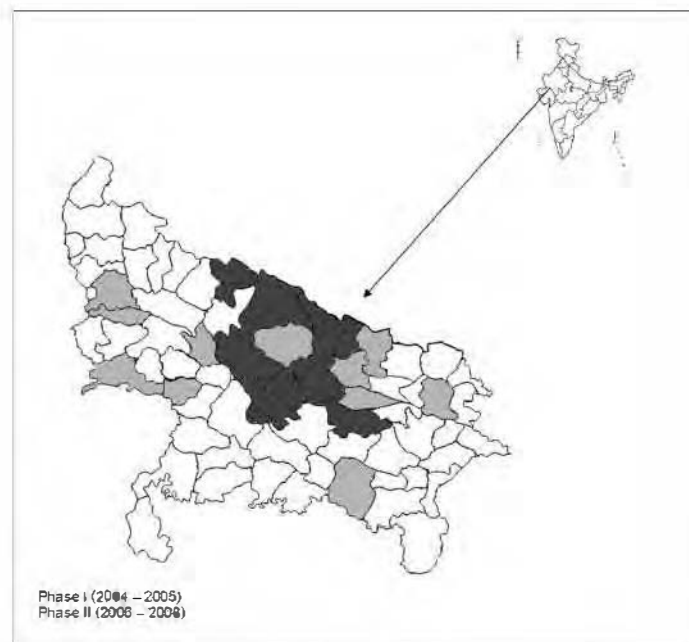 Phase I (2004 – 2005)
Phase II (2006 – 2008)